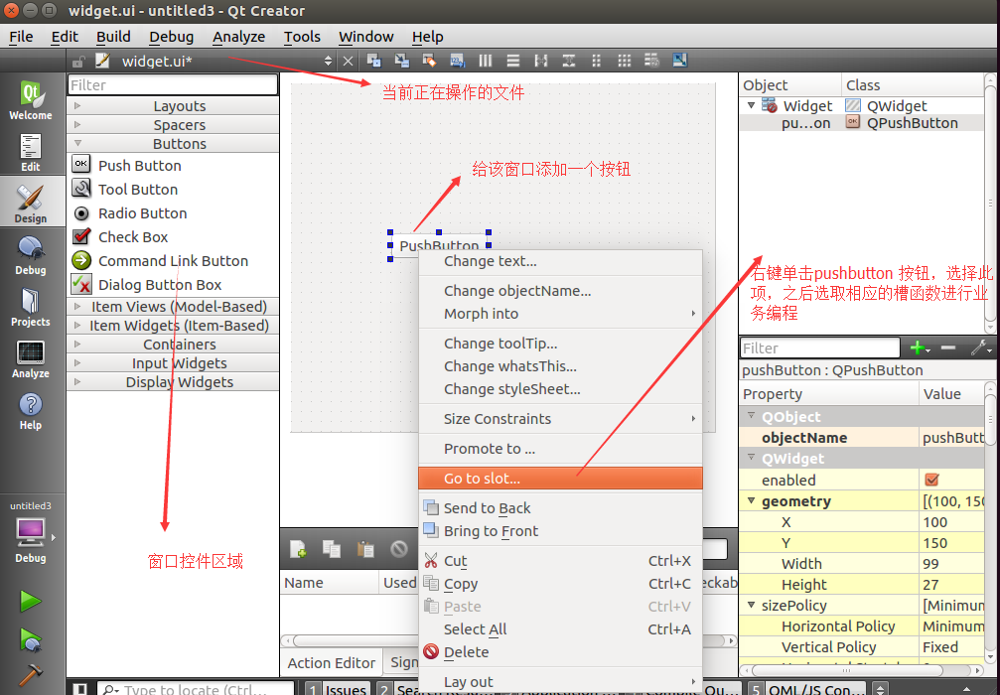 widget.ui - untitled3 - Qt Creator
File Edit Build Debug Analyze Tools Window Help
widget.ui*
当前正在操作的文件
Welcome
Edit
Design
Debug
Projects
Analyze
Help
untitled3
Debug
Filter
Layouts
Spacers
Buttons
Push Button
Tool Button
Radio Button
Check Box
Command Link Button
Dialog Button Box
Item Views (Model-Based)
Item Widgets (Item-Based)
Containers
Input Widgets
Display Widgets
窗口控件区域
给该窗口添加一个按钮
PushButton
Change text...
Change objectName...
Morph into
Change toolTip...
Change whatsThis...
Change styleSheet...
Size Constraints
Promote to ...
Go to slot...
Send to Back
Bring to Front
Cut Ctrl+X
Copy Ctrl+C
Paste Ctrl+V
Select All Ctrl+A
Delete
Lay out
Name Used
Action Editor
Object Class
Widget QWidget
pu...on QPushButton
右键单击pushbutton 按钮，选择此
项，之后选取相应的槽函数进行业
务编程
Filter
pushButton : QPushButton
Property Value
QObject
objectName pushButt
QWidget
enabled
geometry [(100, 150
X 100
Y 150
Width 99
Height 27
sizePolicy [Minimum
Horizontal Policy Minimum
Vertical Policy Fixed
Type to locate (Ctrl...
1 Issues
2
5 QML/JS Con...